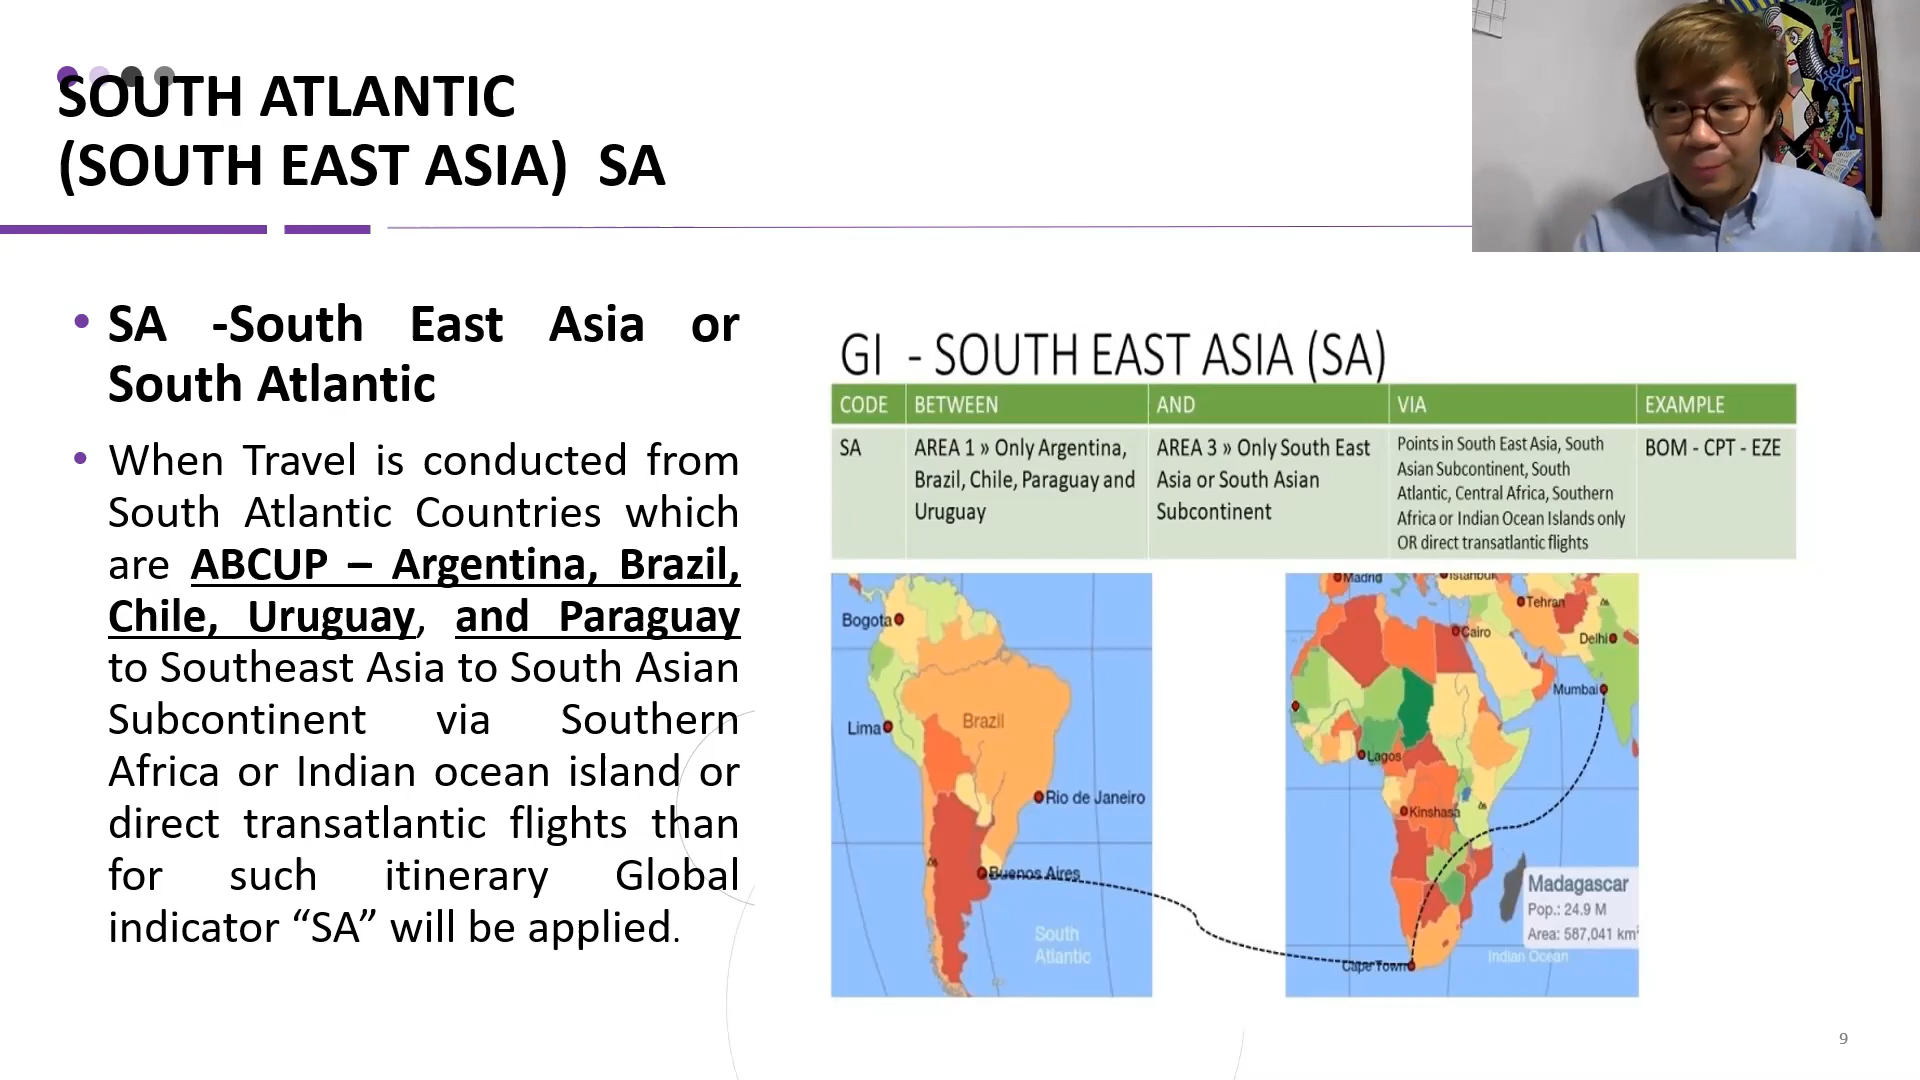 SOUTH ATLANTIC
(SOUTH EAST ASIA) SA
• SA -South East Asia or
South Atlantic
• When Travel is conducted from
South Atlantic Countries which
are ABCUP – Argentina, Brazil,
Chile, Uruguay, and Paraguay
to Southeast Asia to South Asian
Subcontinent via Southern
Africa or Indian ocean island or
direct transatlantic flights than
for such itinerary Global
indicator “SA” will be applied.
GI - SOUTH EAST ASIA (SA)
CODE BETWEEN AND VIA EXAMPLE
SA
AREA 1 » Only Argentina,
Brazil, Chile, Paraguay and
Uruguay
AREA 3 » Only South East
Asia or South Asian
Subcontinent
Points in South East Asia, South
Asian Subcontinent, South
Atlantic, Central Africa, Southern
Africa or Indian Ocean Islands only
OR direct transatlantic flights
BOM - CPT - EZE
Bogota
Lima
Brazil
Rio de Janeiro
Buenos Aires
South
Atlantic
Madrid
Istanbul
Tehran
Cairo
Delhi
Mumbai
Lagos
Kinshasa
Madagascar
Pop.: 24.9 M
Area: 587,041 km²
Indian Ocean
Cape Town
9